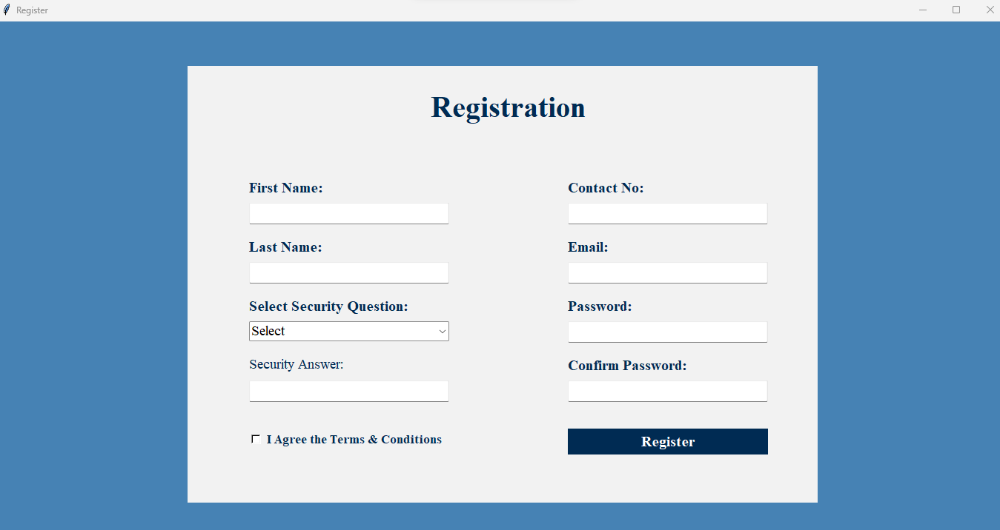 Register
Registration
First Name:
Contact No:
Last Name:
Email:
Select Security Question:
Password:
Select
Security Answer:
Confirm Password:
I Agree the Terms & Conditions
Register